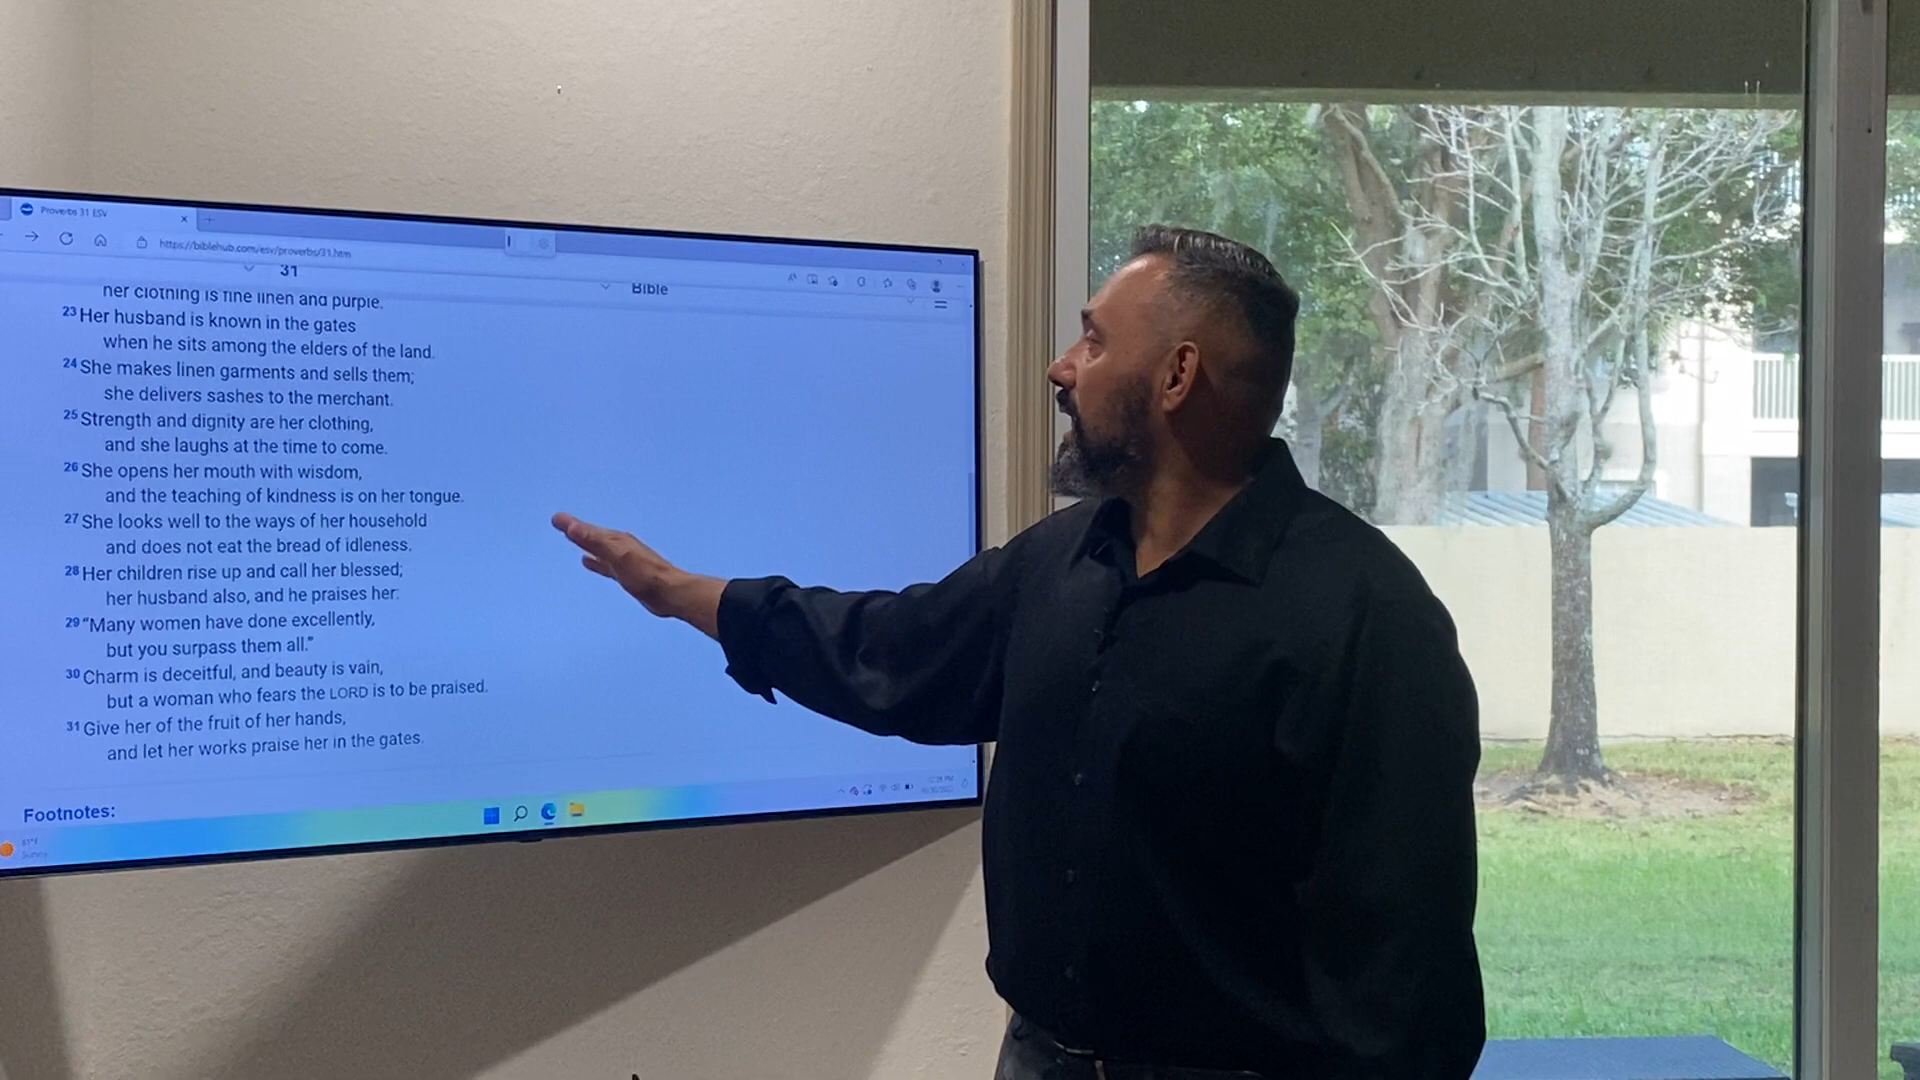 Proverbs 31 ESV
https://biblehub.com/esv/proverbs/31.htm
31
Bible
her clothing is fine linen and purple.
23 Her husband is known in the gates
when he sits among the elders of the land.
24 She makes linen garments and sells them;
she delivers sashes to the merchant.
25 Strength and dignity are her clothing,
and she laughs at the time to come.
26 She opens her mouth with wisdom,
and the teaching of kindness is on her tongue.
27 She looks well to the ways of her household
and does not eat the bread of idleness.
28 Her children rise up and call her blessed;
her husband also, and he praises her:
29 “Many women have done excellently,
but you surpass them all.”
30 Charm is deceitful, and beauty is vain,
but a woman who fears the LORD is to be praised.
31 Give her of the fruit of her hands,
and let her works praise her in the gates.
Footnotes:
Sunny